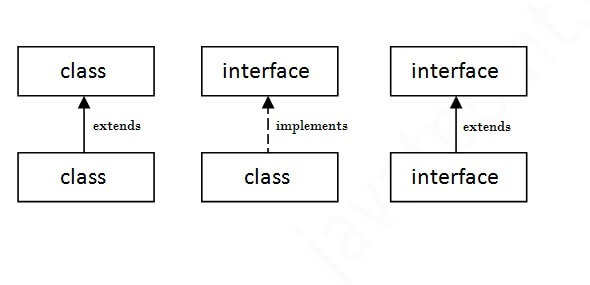 class
interface
interface
extends
implements
extends
class
class
interface